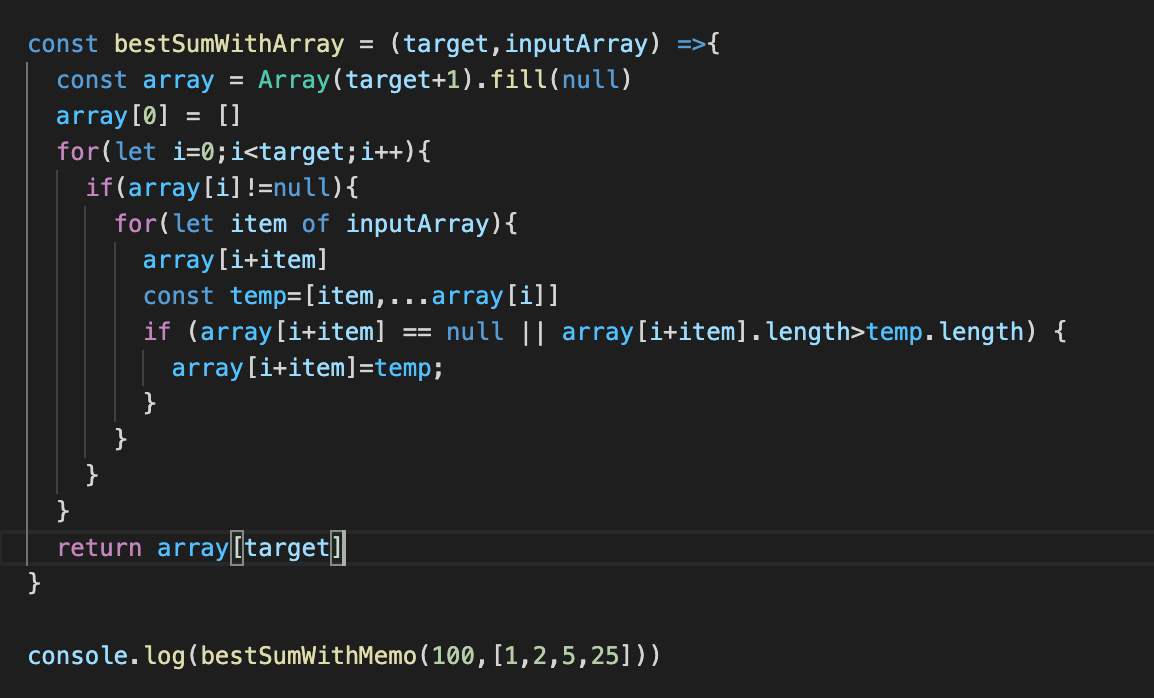 const bestSumWithArray = (target,inputArray) =>{
  const array = Array(target+1).fill(null)
  array[0] = []
  for(let i=0;i<target;i++){
    if(array[i]!=null){
      for(let item of inputArray){
        array[i+item]
        const temp=[item,...array[i]]
        if (array[i+item] == null || array[i+item].length>temp.length) {
          array[i+item]=temp;
        }
      }
    }
  }
  return array[target]
}
console.log(bestSumWithMemo(100,[1,2,5,25]))